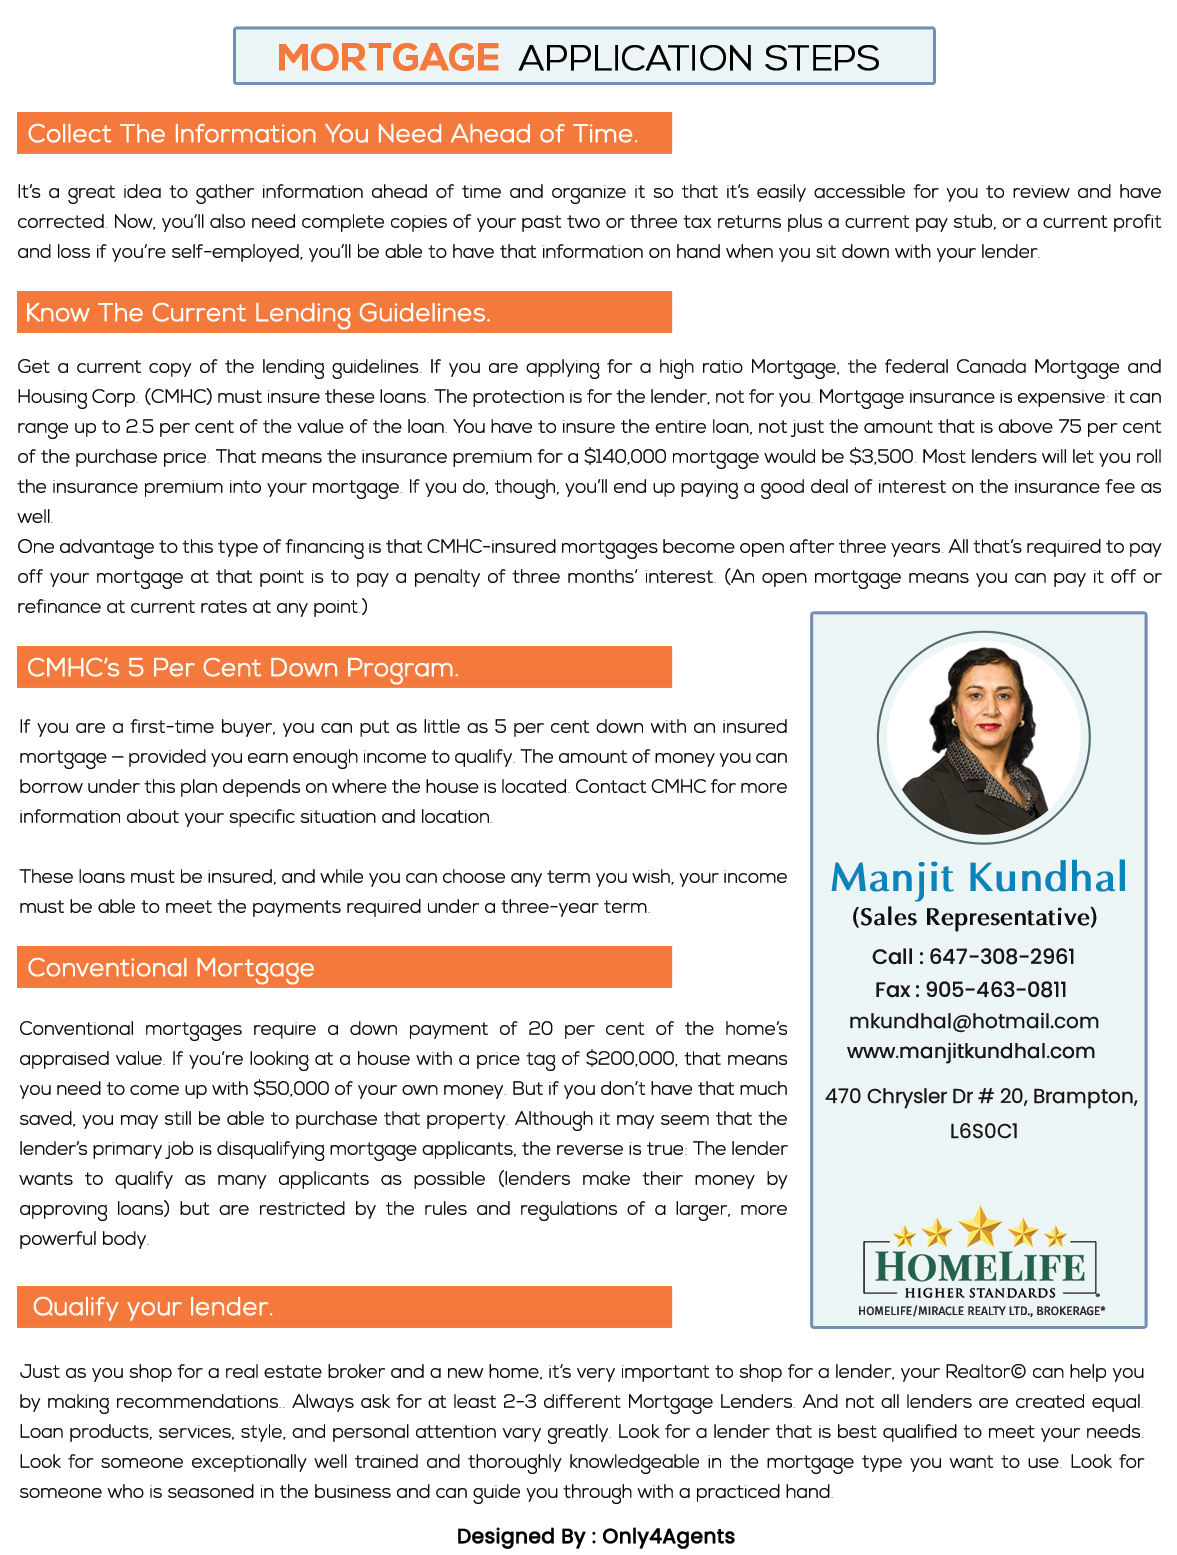 MORTGAGE APPLICATION STEPS
Collect The Information You Need Ahead of Time.
It's a great idea to gather information ahead of time and organize it so that it's easily accessible for you to review and have
corrected. Now, you'll also need complete copies of your past two or three tax returns plus a current pay stub, or a current profit
and loss if you're self-employed, you'll be able to have that information on hand when you sit down with your lender.
Know The Current Lending Guidelines.
Get a current copy of the lending guidelines. If you are applying for a high ratio Mortgage, the federal Canada Mortgage and
Housing Corp. (CMHC) must insure these loans. The protection is for the lender, not for you. Mortgage insurance is expensive: it can
range up to 2.5 per cent of the value of the loan. You have to insure the entire loan, not just the amount that is above 75 per cent
of the purchase price. That means the insurance premium for a $140,000 mortgage would be $3,500. Most lenders will let you roll
the insurance premium into your mortgage. If you do, though, you'll end up paying a good deal of interest on the insurance fee as
well.
One advantage to this type of financing is that CMHC-insured mortgages become open after three years. All that's required to pay
off your mortgage at that point is to pay a penalty of three months' interest. (An open mortgage means you can pay it off or
refinance at current rates at any point.)
CMHC's 5 Per Cent Down Program.
If you are a first-time buyer, you can put as little as 5 per cent down with an insured
mortgage – provided you earn enough income to qualify. The amount of money you can
borrow under this plan depends on where the house is located. Contact CMHC for more
information about your specific situation and location.
These loans must be insured, and while you can choose any term you wish, your income
must be able to meet the payments required under a three-year term.
Conventional Mortgage
Conventional mortgages require a down payment of 20 per cent of the home's
appraised value. If you're looking at a house with a price tag of $200,000, that means
you need to come up with $50,000 of your own money. But if you don't have that much
saved, you may still be able to purchase that property. Although it may seem that the
lender's primary job is disqualifying mortgage applicants, the reverse is true: The lender
wants to qualify as many applicants as possible (lenders make their money by
approving loans) but are restricted by the rules and regulations of a larger, more
powerful body.
Manjit Kundhal
(Sales Representative)
Call : 647-308-2961
Fax : 905-463-0811
mkundhal@hotmail.com
www.manjitkundhal.com
470 Chrysler Dr # 20, Brampton,
L6S0C1
HOMELIFE
HIGHER STANDARDS
HOMELIFE/MIRACLE REALTY LTD., BROKERAGE*
Qualify your lender.
Just as you shop for a real estate broker and a new home, it's very important to shop for a lender, your Realtor© can help you
by making recommendations.. Always ask for at least 2-3 different Mortgage Lenders. And not all lenders are created equal.
Loan products, services, style, and personal attention vary greatly. Look for a lender that is best qualified to meet your needs.
Look for someone exceptionally well trained and thoroughly knowledgeable in the mortgage type you want to use. Look for
someone who is seasoned in the business and can guide you through with a practiced hand.
Designed By : Only4Agents